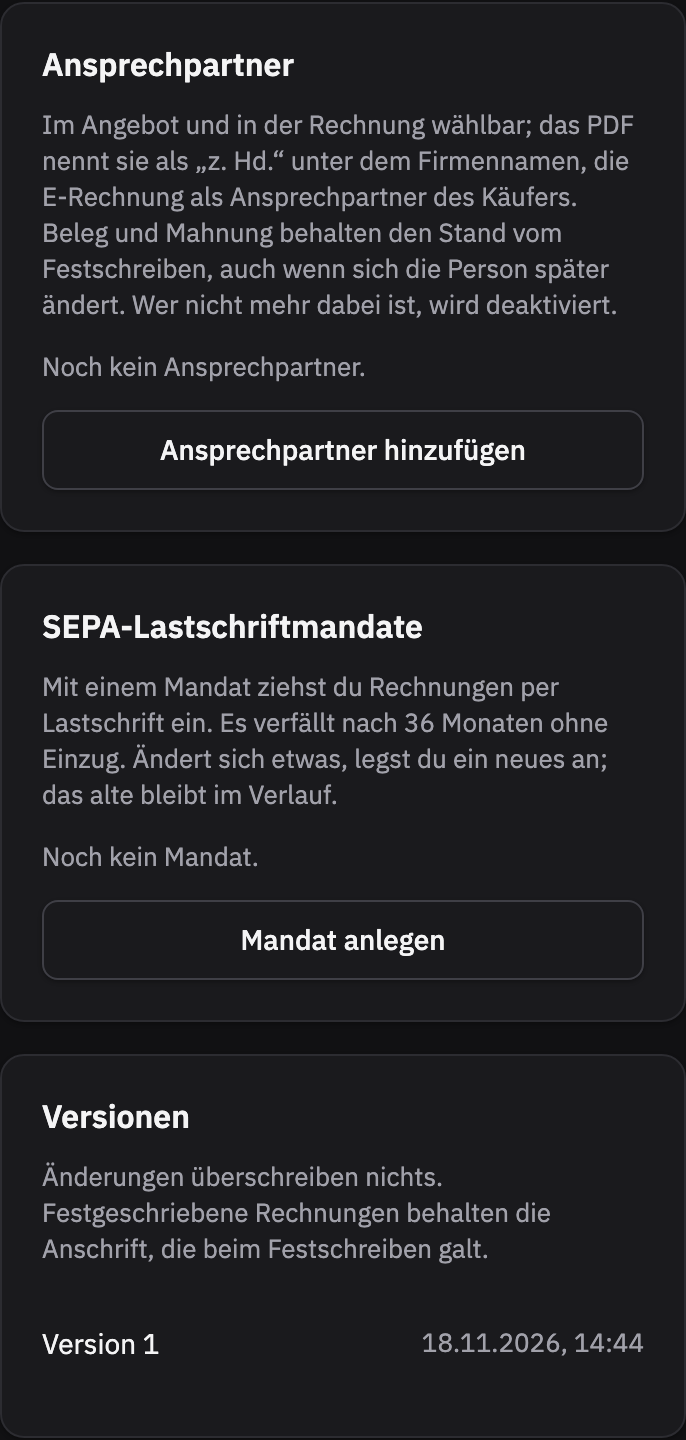 Ansprechpartner
Im Angebot und in der Rechnung wählbar; das PDF
nennt sie als „z. Hd.“ unter dem Firmennamen, die
E-Rechnung als Ansprechpartner des Käufers.
Beleg und Mahnung behalten den Stand vom
Festschreiben, auch wenn sich die Person später
ändert. Wer nicht mehr dabei ist, wird deaktiviert.
Noch kein Ansprechpartner.
Ansprechpartner hinzufügen
SEPA-Lastschriftmandate
Mit einem Mandat ziehst du Rechnungen per
Lastschrift ein. Es verfällt nach 36 Monaten ohne
Einzug. Ändert sich etwas, legst du ein neues an;
das alte bleibt im Verlauf.
Noch kein Mandat.
Mandat anlegen
Versionen
Änderungen überschreiben nichts.
Festgeschriebene Rechnungen behalten die
Anschrift, die beim Festschreiben galt.
Version 1 18.11.2026, 14:44